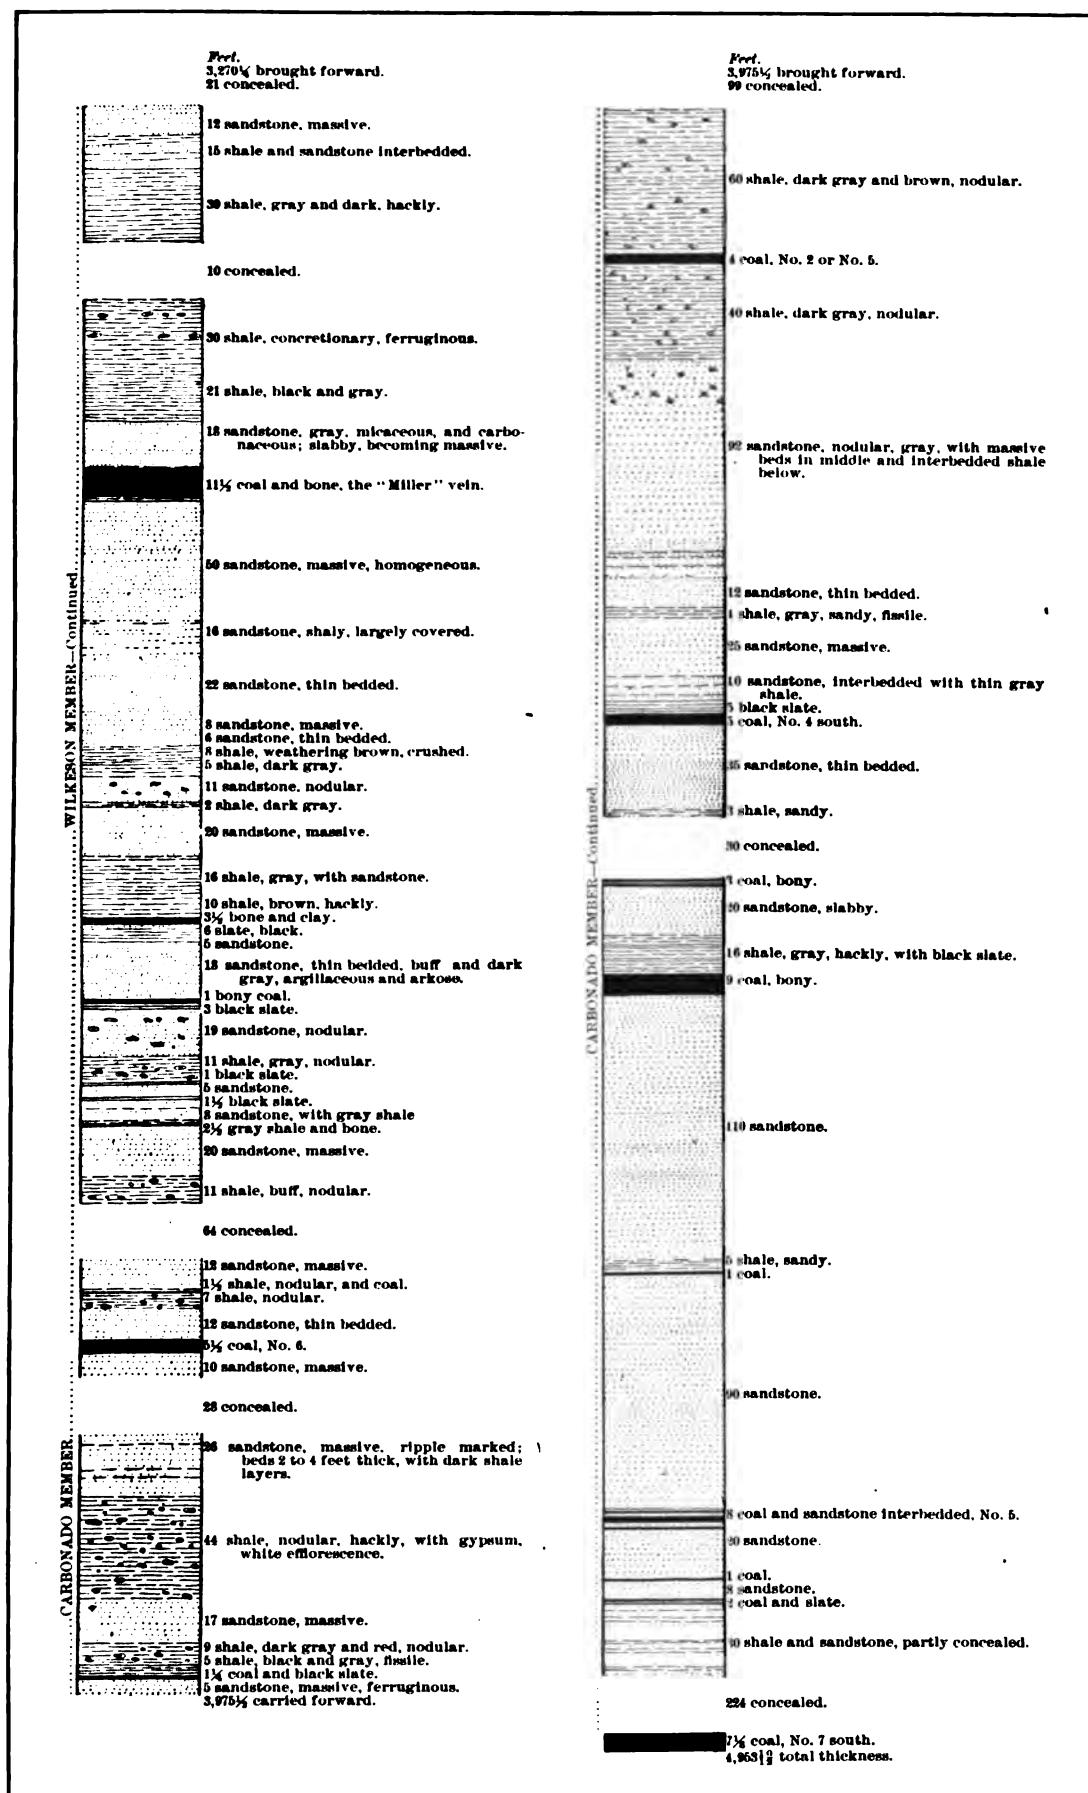 Feet.
3,270¼ brought forward.
21 concealed.
12 sandstone, massive.
15 shale and sandstone interbedded.
39 shale, gray and dark, hackly.
10 concealed.
30 shale, concretionary, ferruginous.
21 shale, black and gray.
18 sandstone, gray, micaceous, and carbo-
naceous; slabby, becoming massive.
11½ coal and bone, the "Miller" vein.
50 sandstone, massive, homogeneous.
16 sandstone, shaly, largely covered.
22 sandstone, thin bedded.
8 sandstone, massive.
6 sandstone, thin bedded.
8 shale, weathering brown, crushed.
5 shale, dark gray.
11 sandstone, nodular.
2 shale, dark gray.
20 sandstone, massive.
16 shale, gray, with sandstone.
10 shale, brown, hackly.
3½ bone and clay.
6 slate, black.
5 sandstone.
18 sandstone, thin bedded, buff and dark
gray, argillaceous and arkose.
1 bony coal.
3 black slate.
19 sandstone, nodular.
11 shale, gray, nodular.
1 black slate.
5 sandstone.
1½ black slate.
8 sandstone, with gray shale
2½ gray shale and bone.
20 sandstone, massive.
11 shale, buff, nodular.
64 concealed.
12 sandstone, massive.
1½ shale, nodular, and coal.
7 shale, nodular.
12 sandstone, thin bedded.
5½ coal, No. 6.
10 sandstone, massive.
28 concealed.
26 sandstone, massive, ripple marked;
beds 2 to 4 feet thick, with dark shale
layers.
44 shale, nodular, hackly, with gypsum,
white efflorescence.
17 sandstone, massive.
9 shale, dark gray and red, nodular.
5 shale, black and gray, fissile.
1¼ coal and black slate.
5 sandstone, massive, ferruginous.
3,975½ carried forward.
WILKESON MEMBER—Continued.
CARBONADO MEMBER.
Feet.
3,975½ brought forward.
99 concealed.
60 shale, dark gray and brown, nodular.
4 coal, No. 2 or No. 5.
40 shale, dark gray, nodular.
92 sandstone, nodular, gray, with massive
beds in middle and interbedded shale
below.
12 sandstone, thin bedded.
4 shale, gray, sandy, fissile.
25 sandstone, massive.
10 sandstone, interbedded with thin gray
shale.
5 black slate.
5 coal, No. 4 south.
35 sandstone, thin bedded.
3 shale, sandy.
30 concealed.
3 coal, bony.
20 sandstone, slabby.
16 shale, gray, hackly, with black slate.
9 coal, bony.
110 sandstone.
5 shale, sandy.
1 coal.
90 sandstone.
8 coal and sandstone interbedded, No. 5.
20 sandstone.
1 coal.
8 sandstone.
2 coal and slate.
shale and sandstone, partly concealed.
224 concealed.
coal, No. 7 south.
total thickness.
CARBONADO MEMBER—Continued.